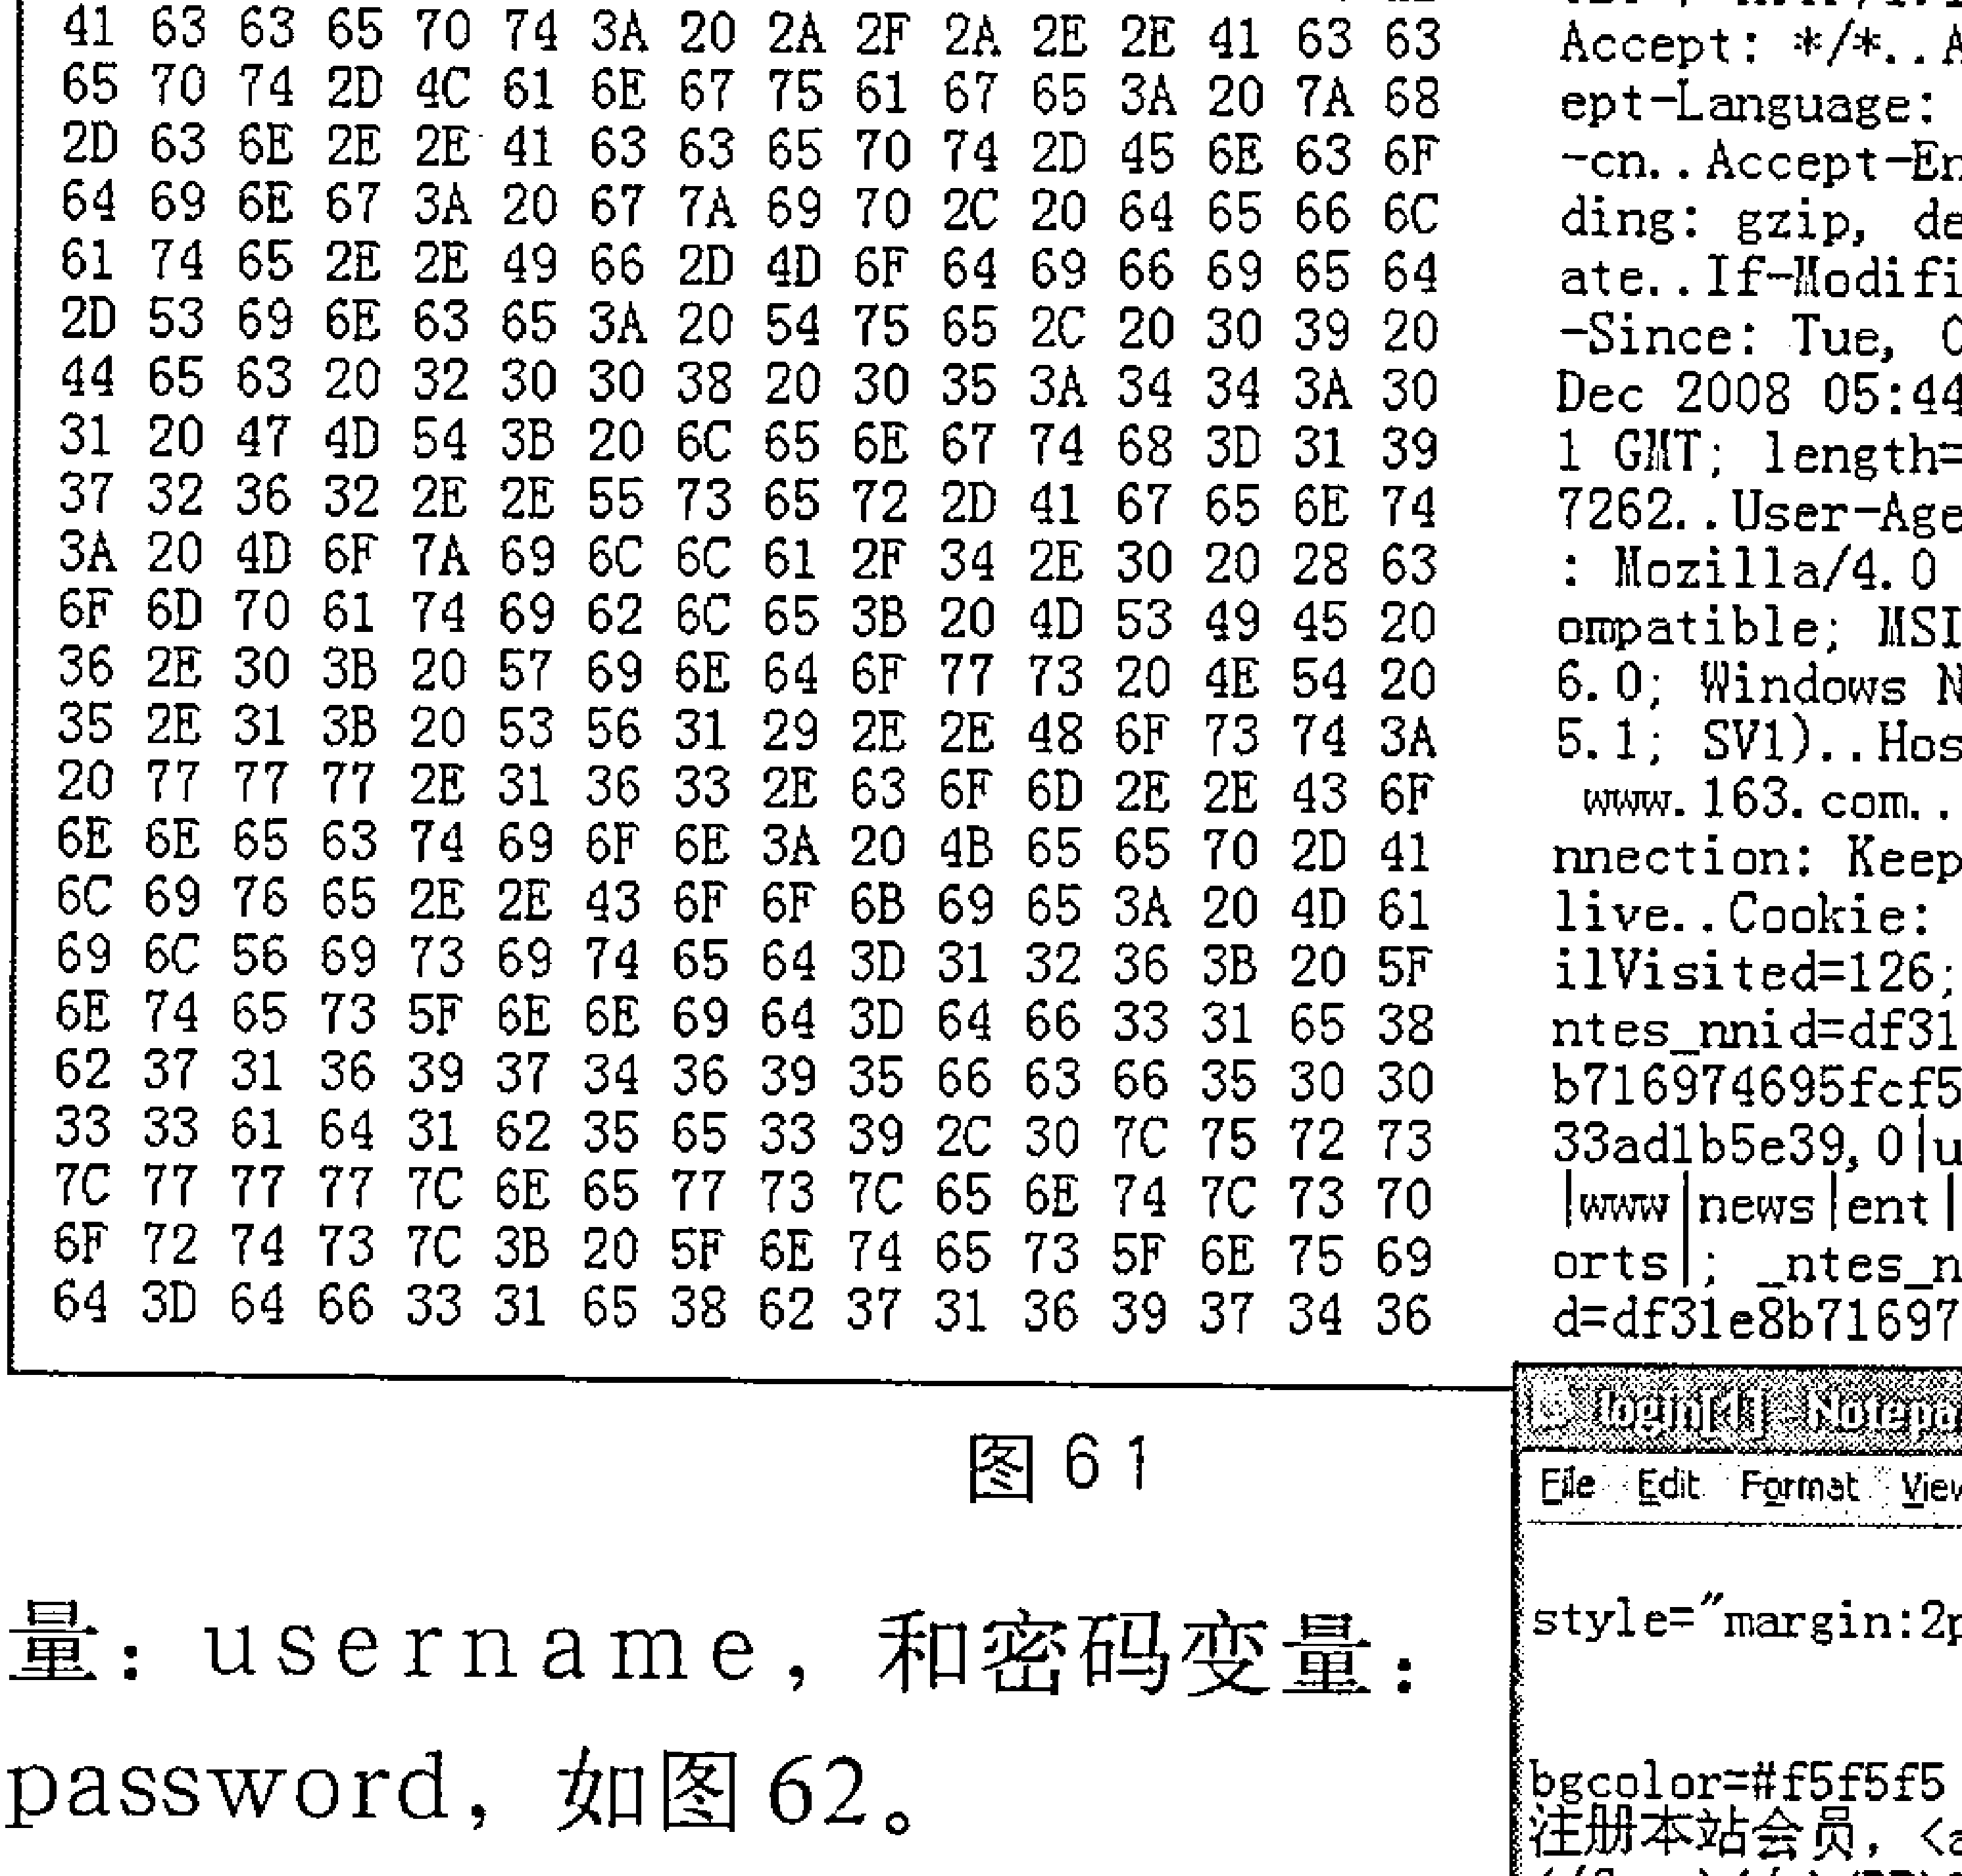 41 63 63 65 70 74 3A 20 2A 2F 2A 2E 2E 41 63 63
65 70 74 2D 4C 61 6E 67 75 61 67 65 3A 20 7A 68
2D 63 6E 2E 2E 41 63 63 65 70 74 2D 45 6E 63 6F
64 69 6E 67 3A 20 67 7A 69 70 2C 20 64 65 66 6C
61 74 65 2E 2E 49 66 2D 4D 6F 64 69 66 69 65 64
2D 53 69 6E 63 65 3A 20 54 75 65 2C 20 30 39 20
44 65 63 20 32 30 30 38 20 30 35 3A 34 34 3A 30
31 20 47 4D 54 3B 20 6C 65 6E 67 74 68 3D 31 39
37 32 36 32 2E 2E 55 73 65 72 2D 41 67 65 6E 74
3A 20 4D 6F 7A 69 6C 6C 61 2F 34 2E 30 20 28 63
6F 6D 70 61 74 69 62 6C 65 3B 20 4D 53 49 45 20
36 2E 30 3B 20 57 69 6E 64 6F 77 73 20 4E 54 20
35 2E 31 3B 20 53 56 31 29 2E 2E 48 6F 73 74 3A
20 77 77 77 2E 31 36 33 2E 63 6F 6D 2E 2E 43 6F
6E 6E 65 63 74 69 6F 6E 3A 20 4B 65 65 70 2D 41
6C 69 76 65 2E 2E 43 6F 6F 6B 69 65 3A 20 4D 61
69 6C 56 69 73 69 74 65 64 3D 31 32 36 3B 20 5F
6E 74 65 73 5F 6E 6E 69 64 3D 64 66 33 31 65 38
62 37 31 36 39 37 34 36 39 35 66 63 66 35 30 30
33 33 61 64 31 62 35 65 33 39 2C 30 7C 75 72 73
7C 77 77 77 7C 6E 65 77 73 7C 65 6E 74 7C 73 70
6F 72 74 73 7C 3B 20 5F 6E 74 65 73 5F 6E 75 69
64 3D 64 66 33 31 65 38 62 37 31 36 39 37 34 36
Accept: */*..A
ept-Language:
-cn..Accept-En
ding: gzip, de
ate..If-Modifi
-Since: Tue, 0
Dec 2008 05:44
1 GMT; length=
7262..User-Age
: Mozilla/4.0
ompatible; MSI
6.0; Windows N
5.1; SV1)..Hos
www.163.com..
nnection: Keep
live..Cookie:
ilVisited=126;
ntes_nnid=df31
b716974695fcf5
33ad1b5e39,0|u
|www|news|ent|
orts|; _ntes_n
d=df31e8b71697
图 61
量: username, 和密码变量:
password, 如图 62。
login[1] - Notepa
File Edit Format View
style="margin:2p
bgcolor=#f5f5f5
注册本站会员, <a